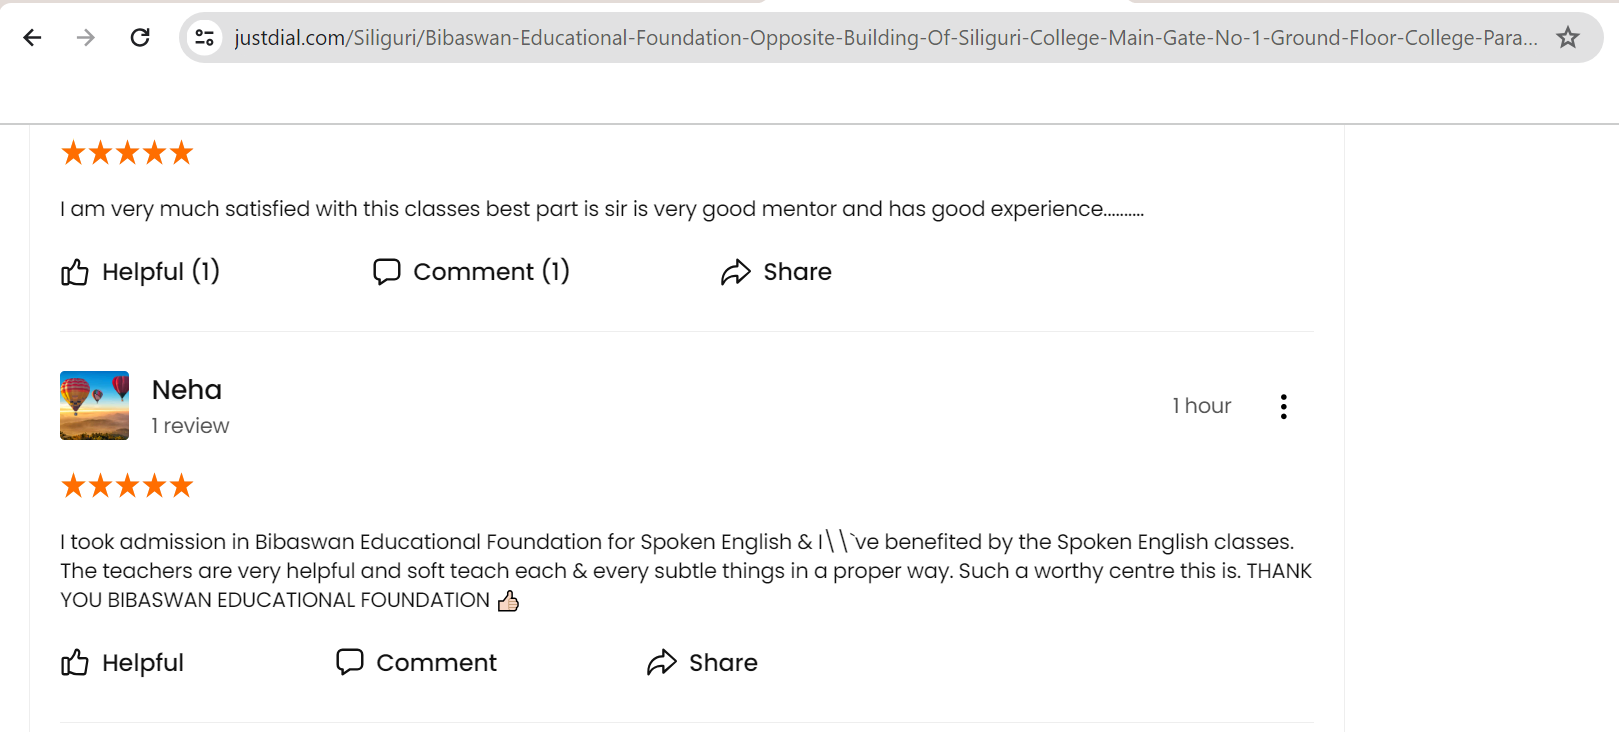 justdial.com/Siliguri/Bibaswan-Educational-Foundation-Opposite-Building-Of-Siliguri-College-Main-Gate-No-1-Ground-Floor-College-Para...
I am very much satisfied with this classes best part is sir is very good mentor and has good experience..........
Helpful (1) Comment (1) Share
Neha
1 review
1 hour
I took admission in Bibaswan Educational Foundation for Spoken English & I\\`ve benefited by the Spoken English classes.
The teachers are very helpful and soft teach each & every subtle things in a proper way. Such a worthy centre this is. THANK
YOU BIBASWAN EDUCATIONAL FOUNDATION 👍🏻
Helpful Comment Share